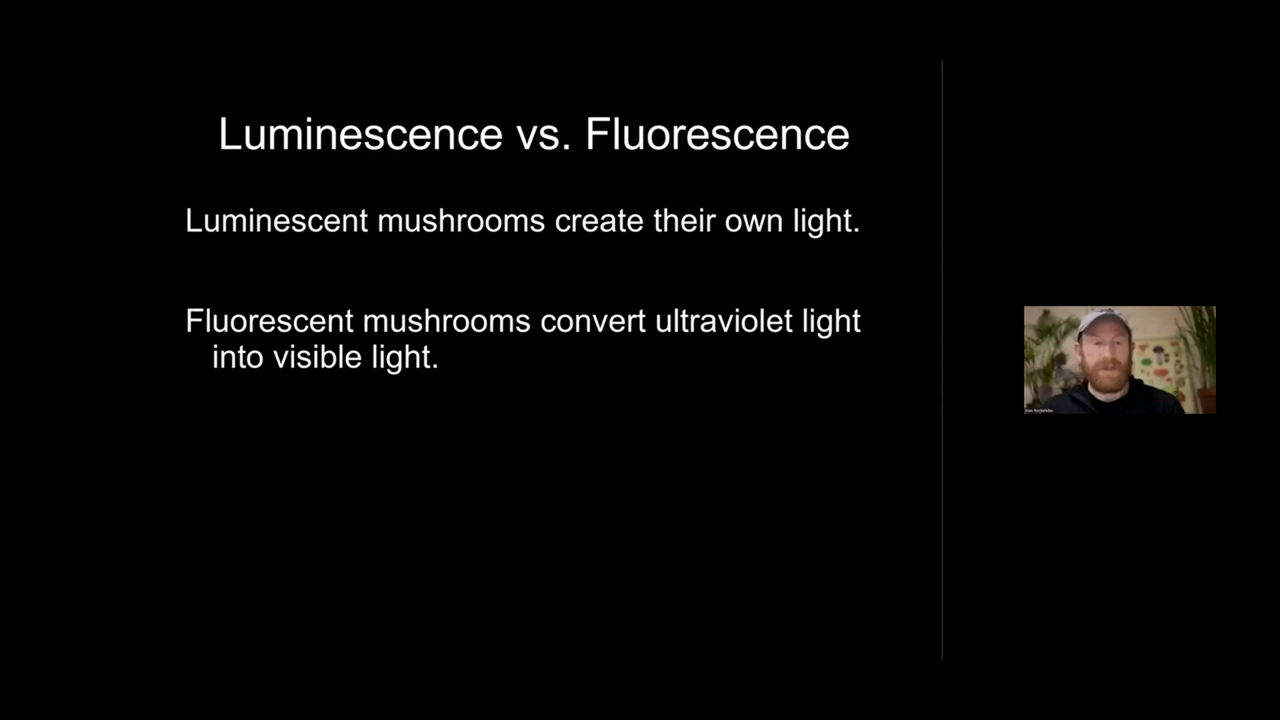 Luminescence vs. Fluorescence
Luminescent mushrooms create their own light.
Fluorescent mushrooms convert ultraviolet light
into visible light.